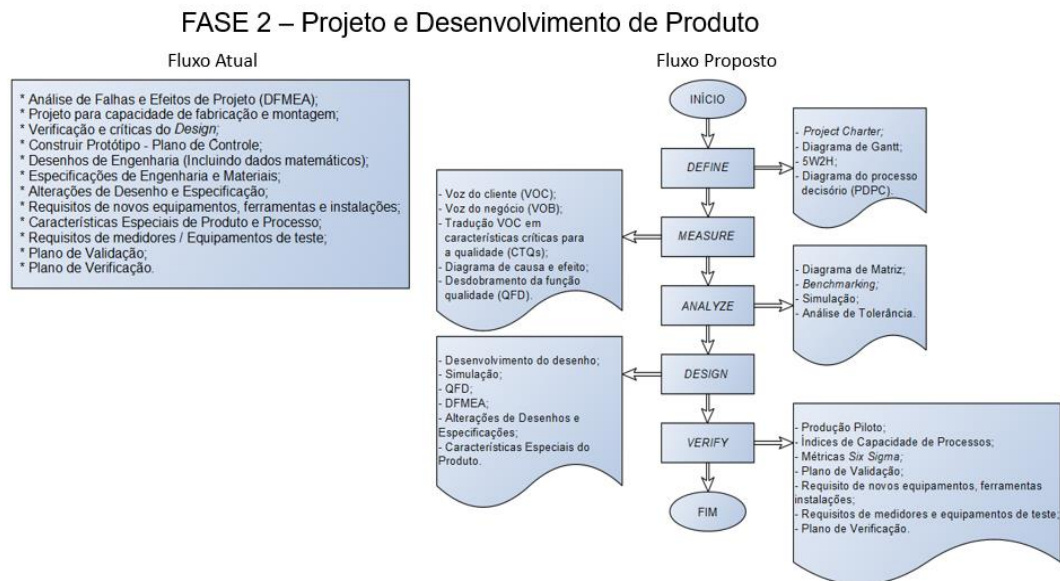 FASE 2 – Projeto e Desenvolvimento de Produto
Fluxo Atual
* Análise de Falhas e Efeitos de Projeto (DFMEA);
* Projeto para capacidade de fabricação e montagem;
* Verificação e críticas do Design;
* Construir Protótipo - Plano de Controle;
* Desenhos de Engenharia (Incluindo dados matemáticos);
* Especificações de Engenharia e Materiais;
* Alterações de Desenho e Especificação;
* Requisitos de novos equipamentos, ferramentas e instalações;
* Características Especiais de Produto e Processo;
* Requisitos de medidores / Equipamentos de teste;
* Plano de Validação;
* Plano de Verificação.
Fluxo Proposto
INÍCIO
DEFINE
- Project Charter;
- Diagrama de Gantt;
- 5W2H;
- Diagrama do processo
decisório (PDPC).
MEASURE
- Voz do cliente (VOC);
- Voz do negócio (VOB);
- Tradução VOC em
características críticas para
a qualidade (CTQs);
- Diagrama de causa e efeito;
- Desdobramento da função
qualidade (QFD).
ANALYZE
- Diagrama de Matriz;
- Benchmarking;
- Simulação;
- Análise de Tolerância.
DESIGN
- Desenvolvimento do desenho;
- Simulação;
- QFD;
- DFMEA;
- Alterações de Desenhos e
Especificações;
- Características Especiais do
Produto.
VERIFY
- Produção Piloto;
- Índices de Capacidade de Processos;
- Métricas Six Sigma;
- Plano de Validação;
- Requisito de novos equipamentos, ferramentas
instalações;
- Requisitos de medidores e equipamentos de teste;
- Plano de Verificação.
FIM